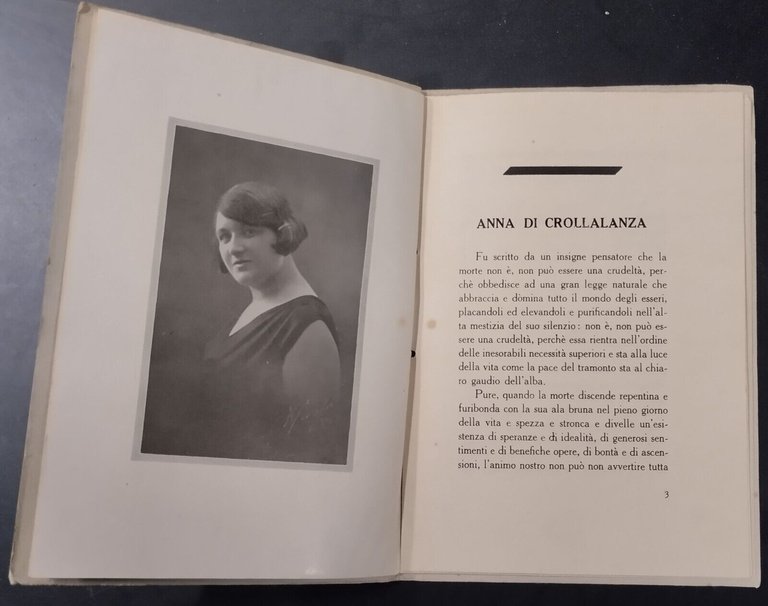 ANNA DI CROLLALANZA
Fu scritto da un insigne pensatore che la
morte non è, non può essere una crudeltà, per-
chè obbedisce ad una gran legge naturale che
abbraccia e domina tutto il mondo degli esseri,
placandoli ed elevandoli e purificandoli nell'al-
ta mestizia del suo silenzio: non è, non può es-
sere una crudeltà, perchè essa rientra nell'ordine
delle inesorabili necessità superiori e sta alla luce
della vita come la pace del tramonto sta al chia-
ro gaudio dell'alba.
Pure, quando la morte discende repentina e
furibonda con la sua ala bruna nel pieno giorno
della vita e spezza e stronca e divelle un'esi-
stenza di speranze e di idealità, di generosi sen-
timenti e di benefiche opere, di bontà e di ascen-
sioni, l'animo nostro non può non avvertire tutta
3